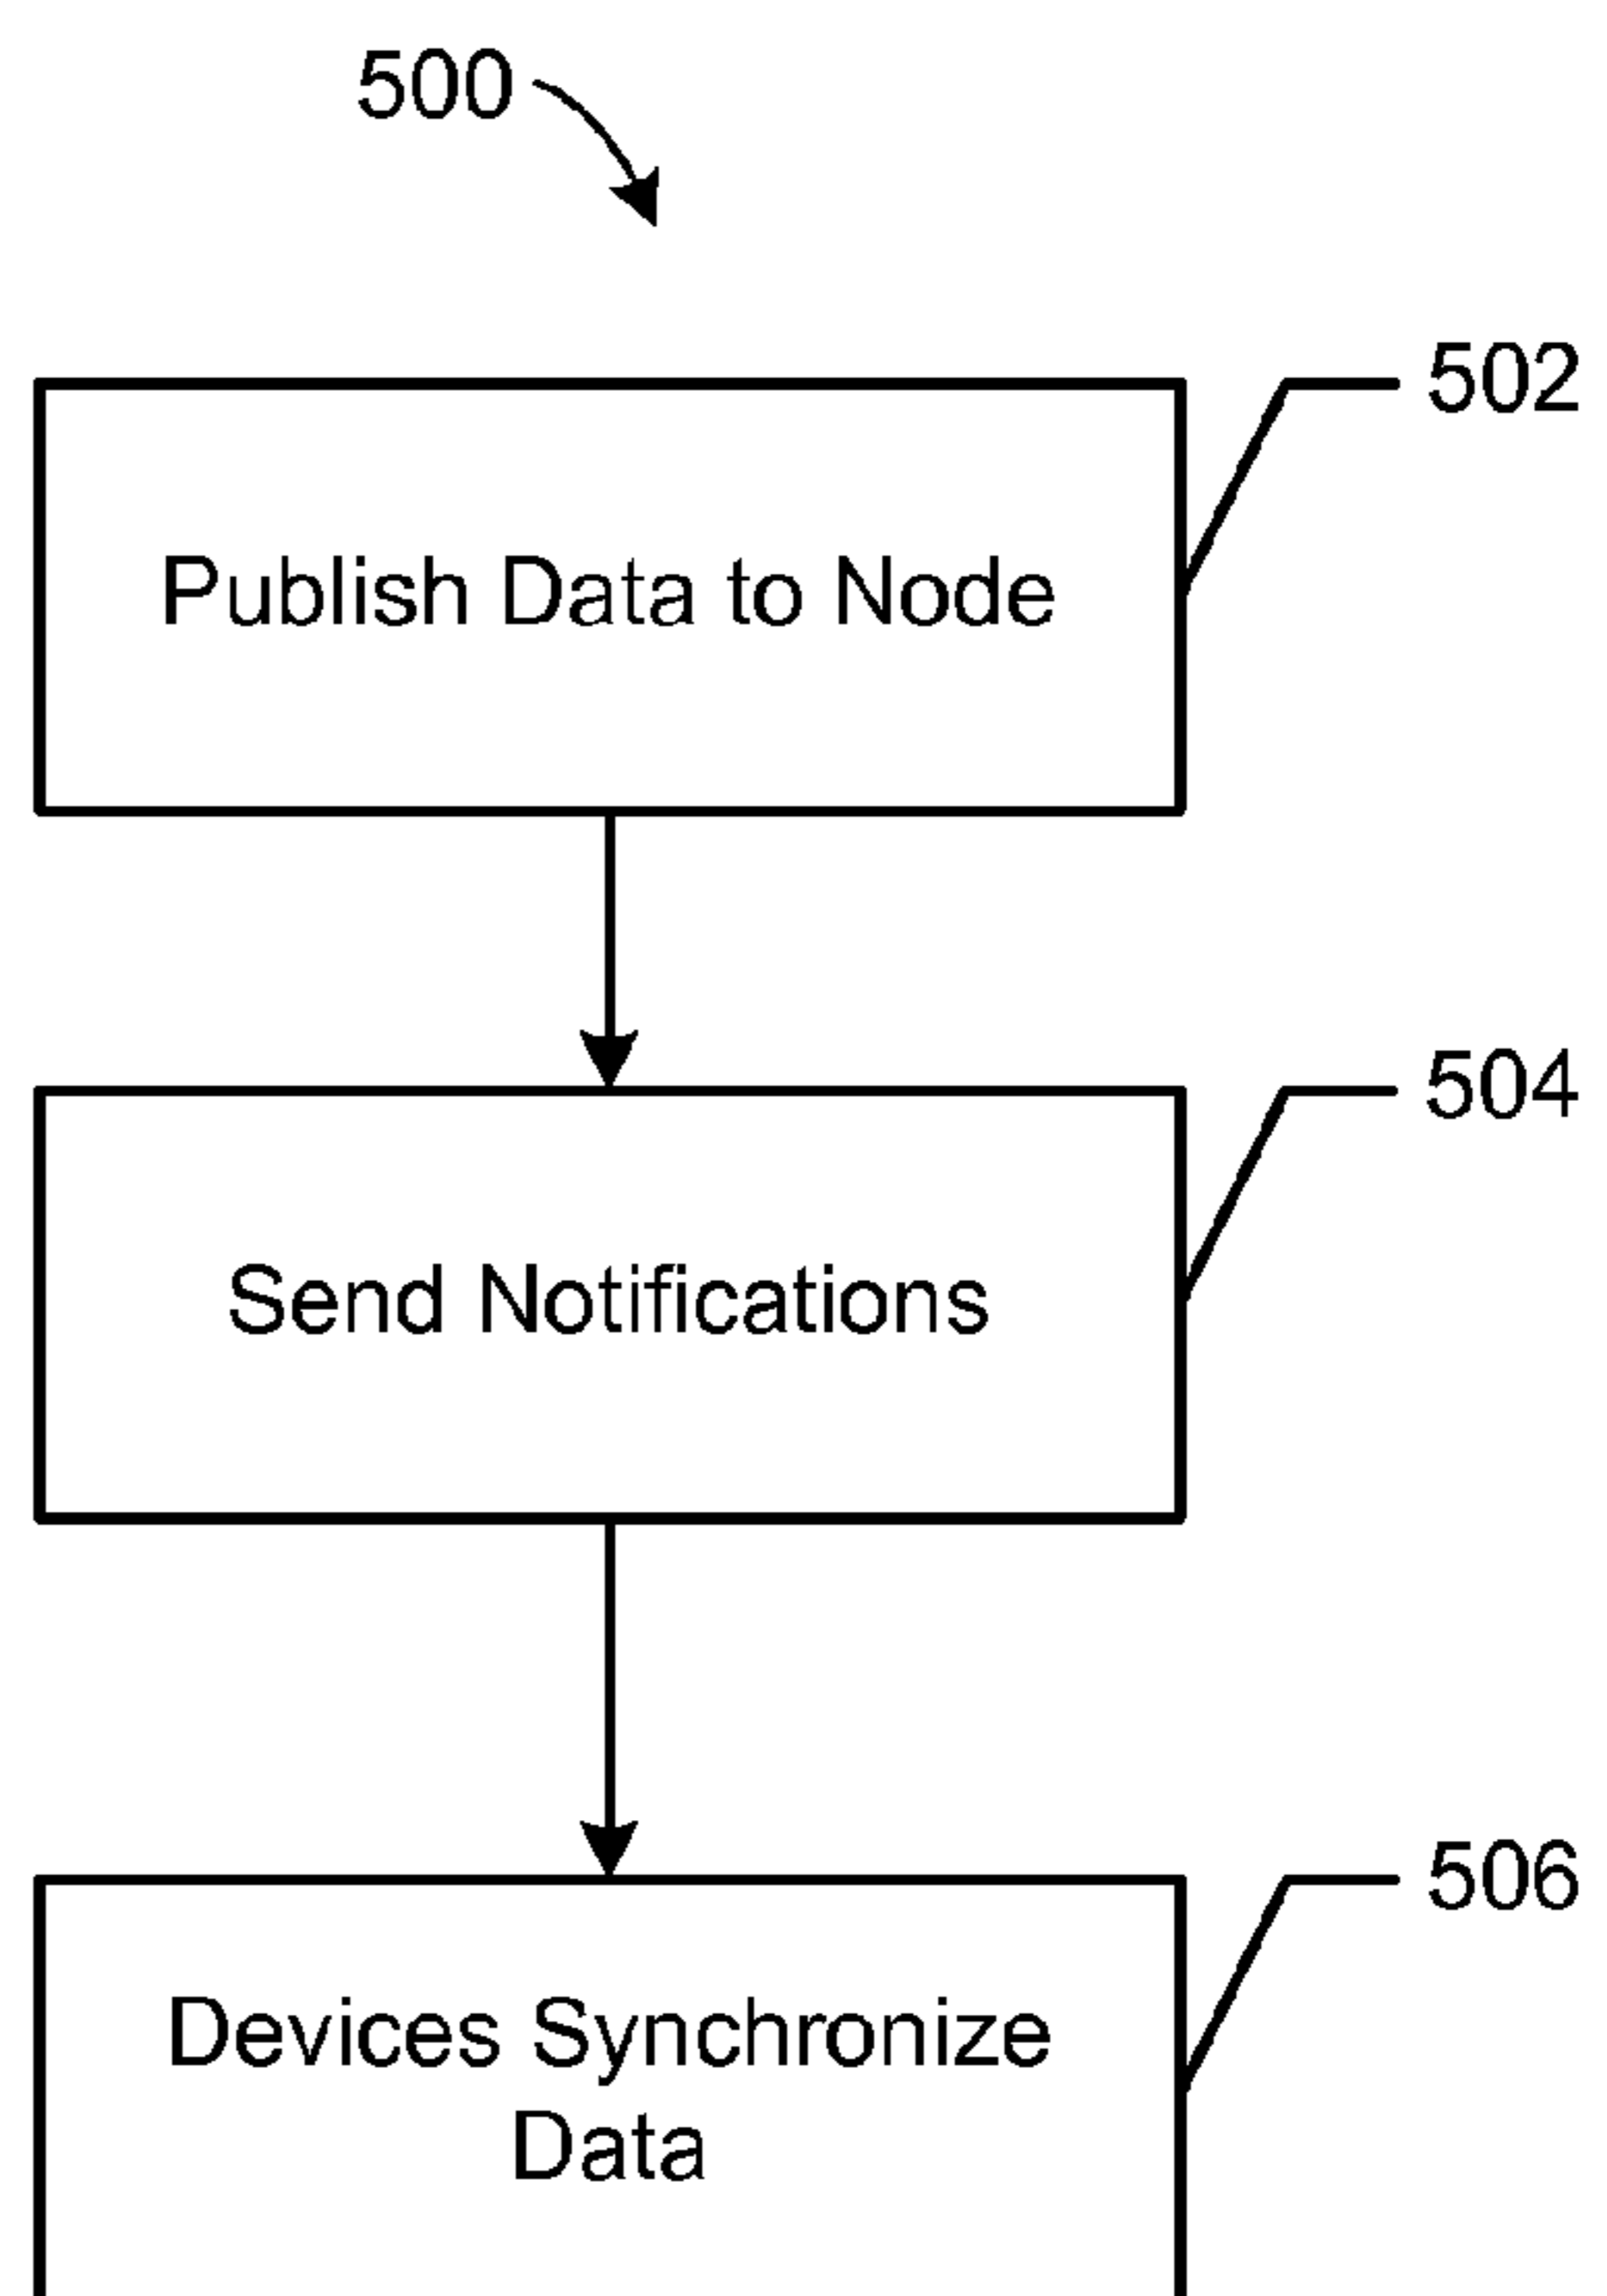 500
502
Publish Data to Node
504
Send Notifications
506
Devices Synchronize
Data